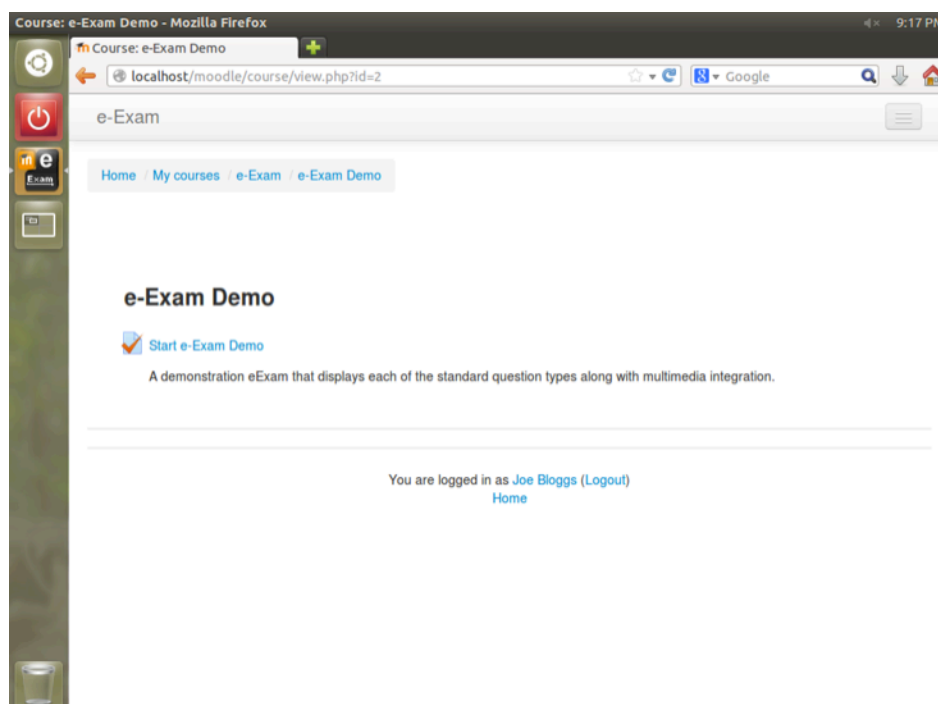 Course: e-Exam Demo - Mozilla Firefox
9:17 PM
Course: e-Exam Demo
localhost/moodle/course/view.php?id=2
Google
e-Exam
e
Exam
Home / My courses / e-Exam / e-Exam Demo
e-Exam Demo
Start e-Exam Demo
A demonstration eExam that displays each of the standard question types along with multimedia integration.
You are logged in as Joe Bloggs (Logout)
Home